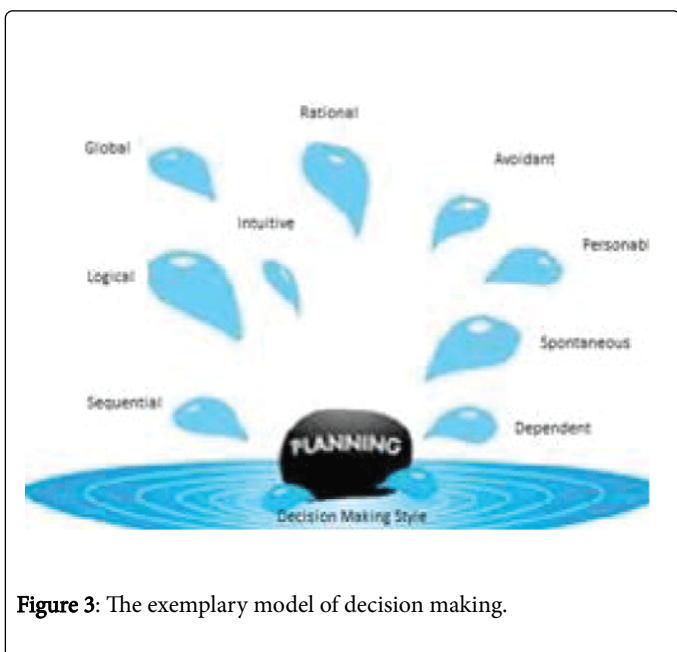 Rational
Global
Avoidant
Intuitive
Personabl
Logical
Spontaneous
Sequential
Dependent
PLANNING
Decision Making Style
Figure 3: The exemplary model of decision making.